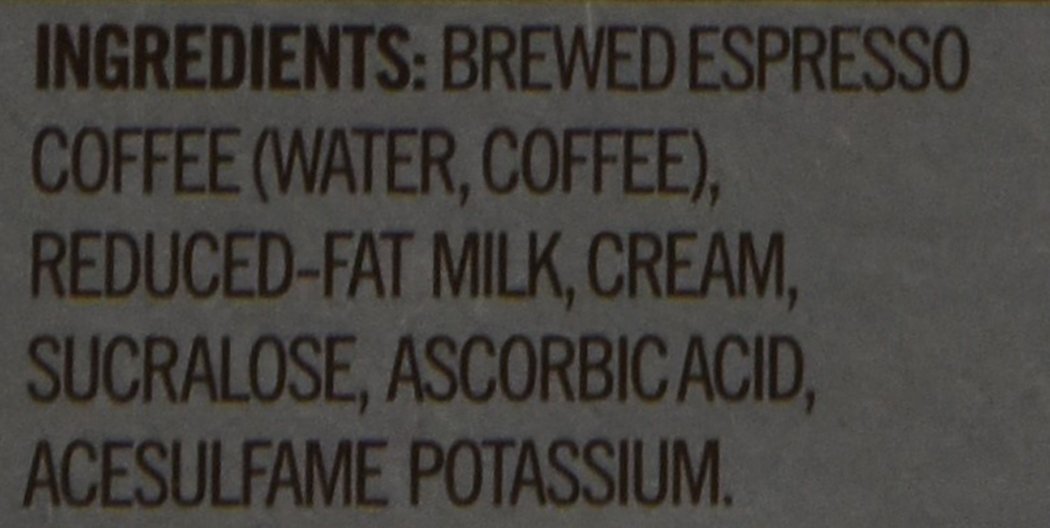 INGREDIENTS: BREWED ESPRESSO
COFFEE (WATER, COFFEE),
REDUCED-FAT MILK, CREAM,
SUCRALOSE, ASCORBIC ACID,
ACESULFAME POTASSIUM.